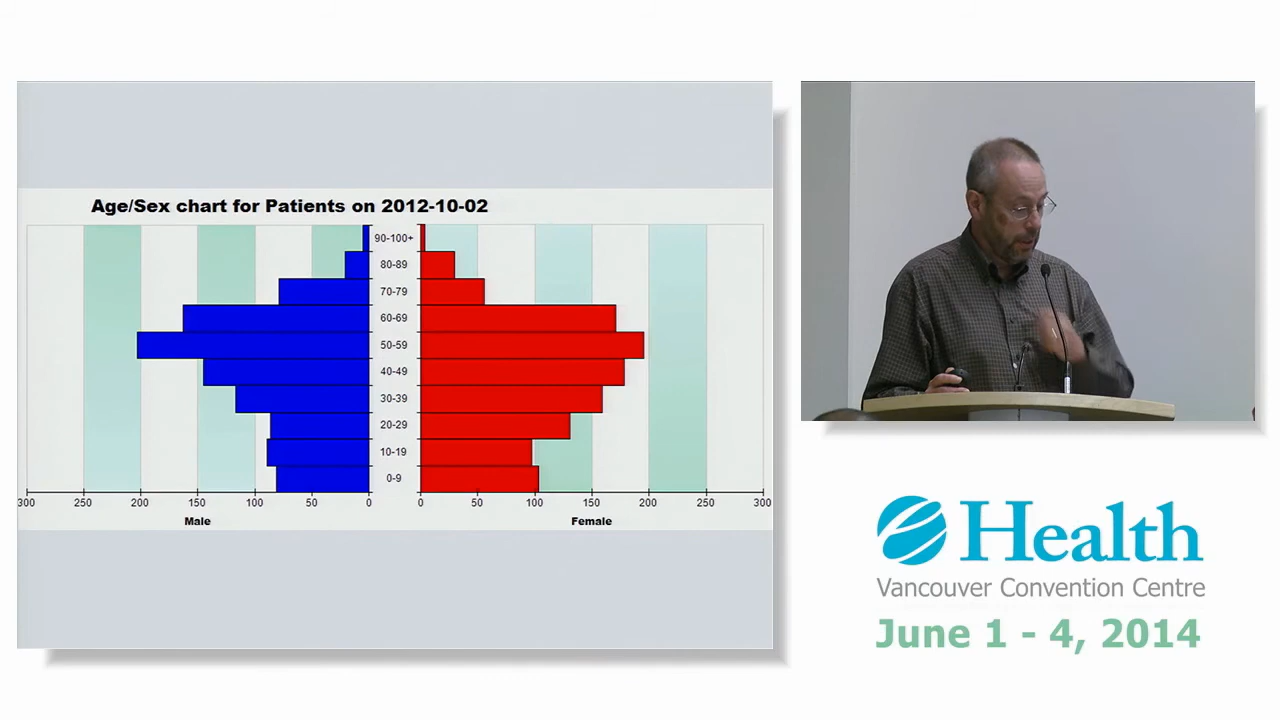 Age/Sex chart for Patients on 2012-10-02
90-100+
80-89
70-79
60-69
50-59
40-49
30-39
20-29
10-19
0-9
300 250 200 150 100 50 0 0 50 100 150 200 250 300
Male Female
eHealth
Vancouver Convention Centre
June 1 - 4, 2014